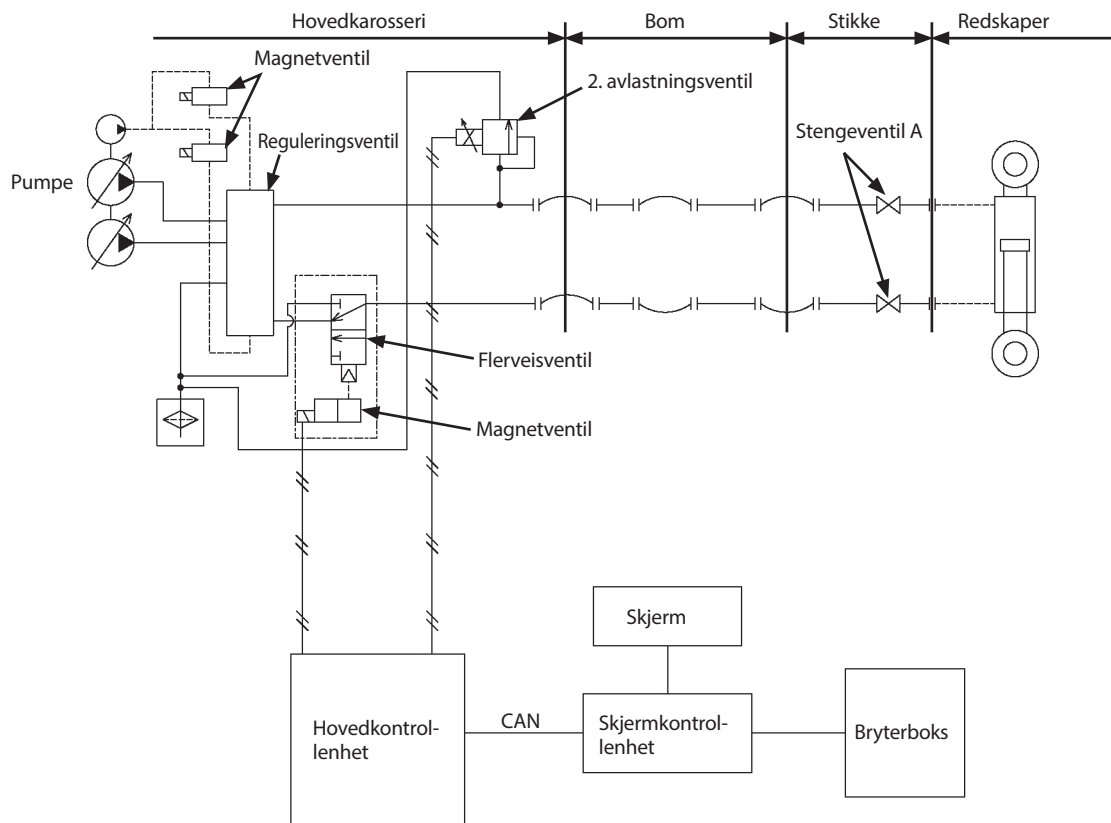 Hovedkarosseri
Bom
Stikke
Redskaper
Magnetventil
2. avlastningsventil
Stengeventil A
Reguleringsventil
Pumpe
Flerveisventil
Magnetventil
Skjerm
Hovedkontrol-
lenhet
CAN
Skjermkontrol-
lenhet
Bryterboks